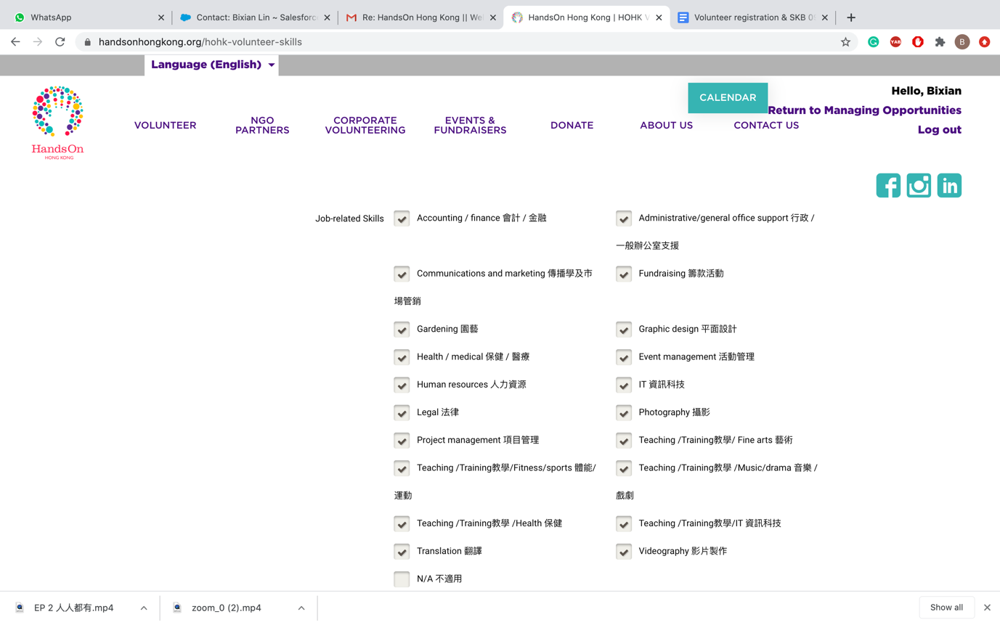 WhatsApp
Contact: Bixian Lin ~ Salesforc
Re: HandsOn Hong Kong || Wel
HandsOn Hong Kong | HOHK V
Volunteer registration & SKB 0
handsonhongkong.org/hohk-volunteer-skills
YAB
B
Language (English)
CALENDAR
Hello, Bixian
Return to Managing Opportunities
Log out
HandsOn
HONG KONG
VOLUNTEER
NGO
PARTNERS
CORPORATE
VOLUNTEERING
EVENTS &
FUNDRAISERS
DONATE
ABOUT US
CONTACT US
Job-related Skills
Accounting / finance 會計 / 金融
Administrative/general office support 行政 /
一般辦公室支援
Communications and marketing 傳播學及市
場管銷
Fundraising 籌款活動
Gardening 園藝
Graphic design 平面設計
Health / medical 保健 / 醫療
Event management 活動管理
Human resources 人力資源
IT 資訊科技
Legal 法律
Photography 攝影
Project management 項目管理
Teaching /Training教學/ Fine arts 藝術
Teaching /Training教學/Fitness/sports 體能/
運動
Teaching /Training教學 /Music/drama 音樂 /
戲劇
Teaching /Training教學 /Health 保健
Teaching /Training教學/IT 資訊科技
Translation 翻譯
Videography 影片製作
N/A 不適用
EP 2 人人都有.mp4
zoom_0 (2).mp4
Show all